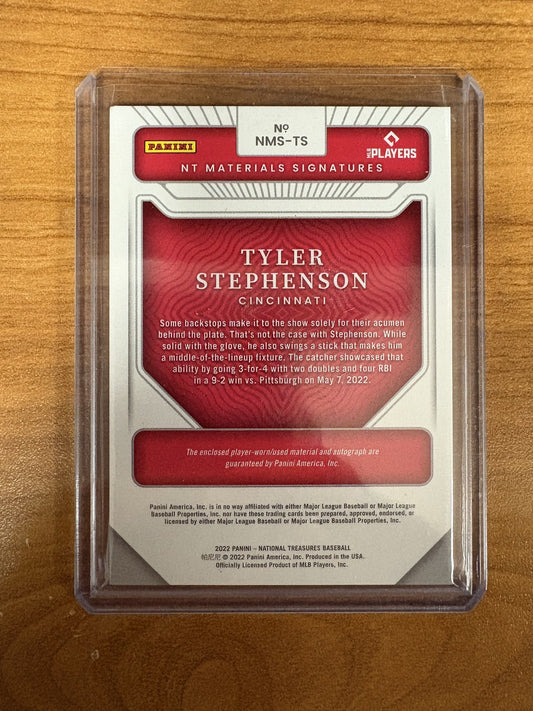 Nº
NMS-TS
PANINI
MLB PLAYERS
NT MATERIALS SIGNATURES
TYLER
STEPHENSON
CINCINNATI
Some backstops make it to the show solely for their acumen
behind the plate. That's not the case with Stephenson. While
solid with the glove, he also swings a stick that makes him
a middle-of-the-lineup fixture. The catcher showcased that
ability by going 3-for-4 with two doubles and four RBI
in a 9-2 win vs. Pittsburgh on May 7, 2022.
The enclosed player-worn/used material and autograph are
guaranteed by Panini America, Inc.
Panini America, Inc. is in no way affiliated with either Major League Baseball or Major League
Baseball Properties, Inc. nor have these trading cards been prepared, approved, endorsed, or
licensed by either Major League Baseball or Major League Baseball Properties, Inc.
2022 PANINI – NATIONAL TREASURES BASEBALL
帕尼尼 © 2022 Panini America, Inc. Produced in the USA.
Officially Licensed Product of MLB Players, Inc.